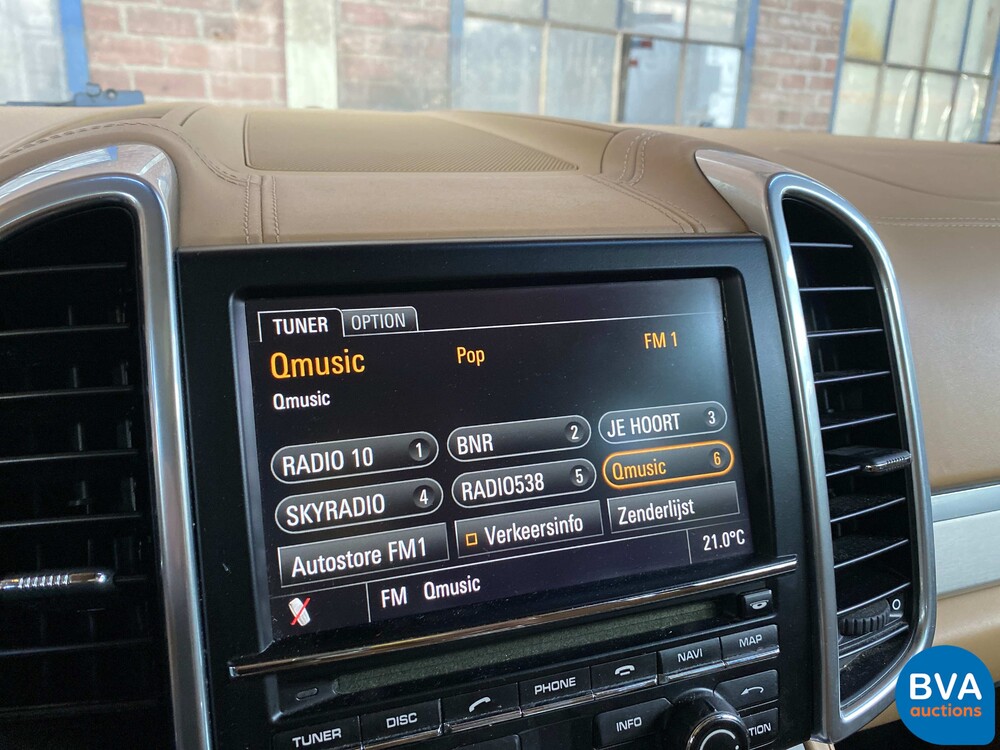 TUNER OPTION
Qmusic Pop FM 1
Qmusic
RADIO 10 1 BNR 2 JE HOORT 3
SKYRADIO 4 RADIO538 5 Qmusic 6
Autostore FM1 Verkeersinfo Zenderlijst
FM Qmusic 21.0°C
TUNER DISC PHONE NAVI MAP
INFO
BVA
auctions